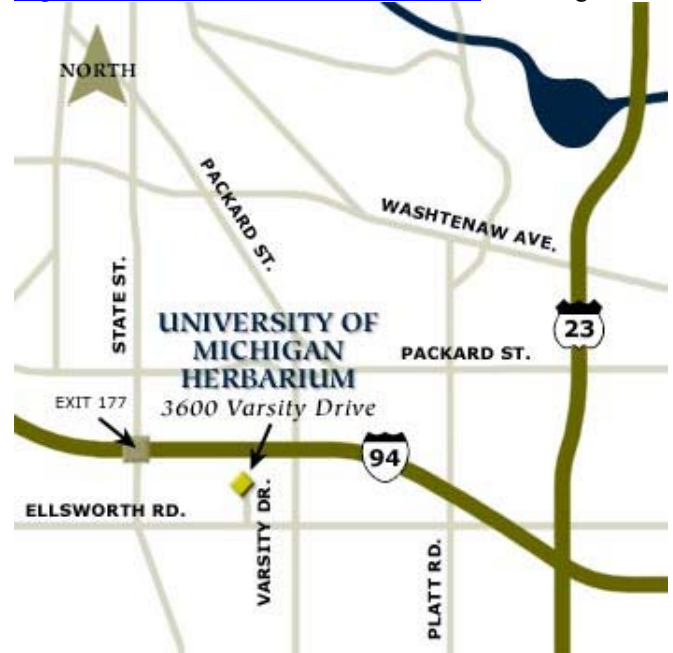 NORTH
PACKARD ST.
WASHTENAW AVE.
STATE ST.
23
UNIVERSITY OF
MICHIGAN
HERBARIUM
3600 Varsity Drive
PACKARD ST.
EXIT 177
94
ELLSWORTH RD.
VARSITY DR.
PLATT RD.